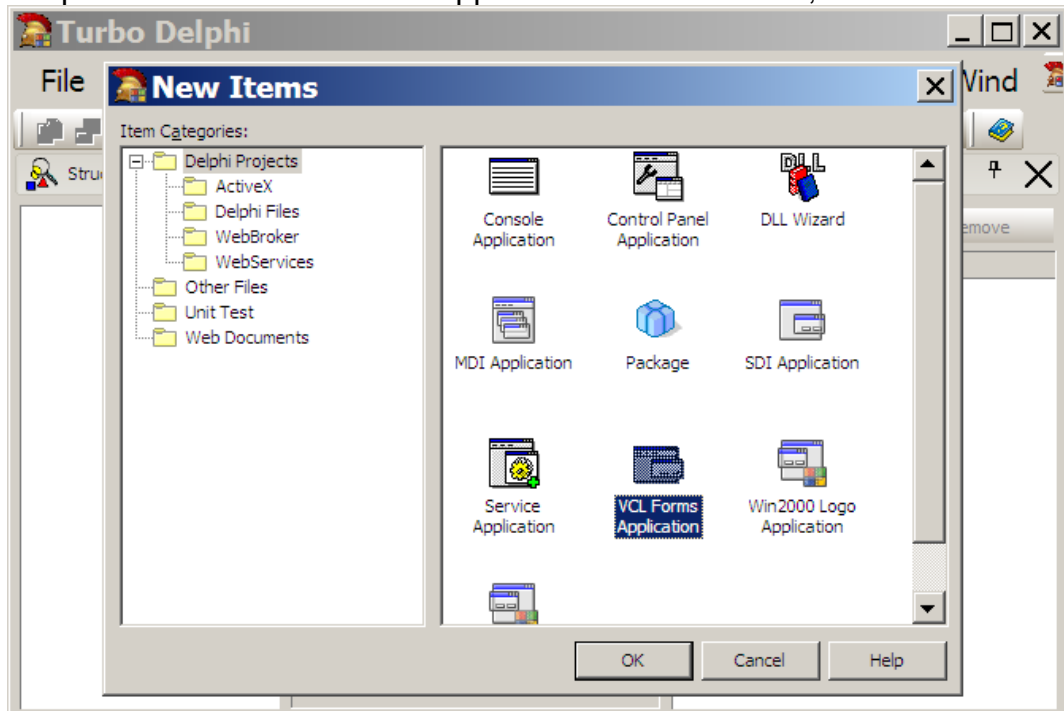 Turbo Delphi
File
Wind
New Items
Item Categories:
Delphi Projects
ActiveX
Delphi Files
WebBroker
WebServices
Other Files
Unit Test
Web Documents
Console
Application
Control Panel
Application
DLL
DLL Wizard
MDI Application
Package
SDI Application
Service
Application
VCL Forms
Application
Win2000 Logo
Application
OK
Cancel
Help
Stru
emove